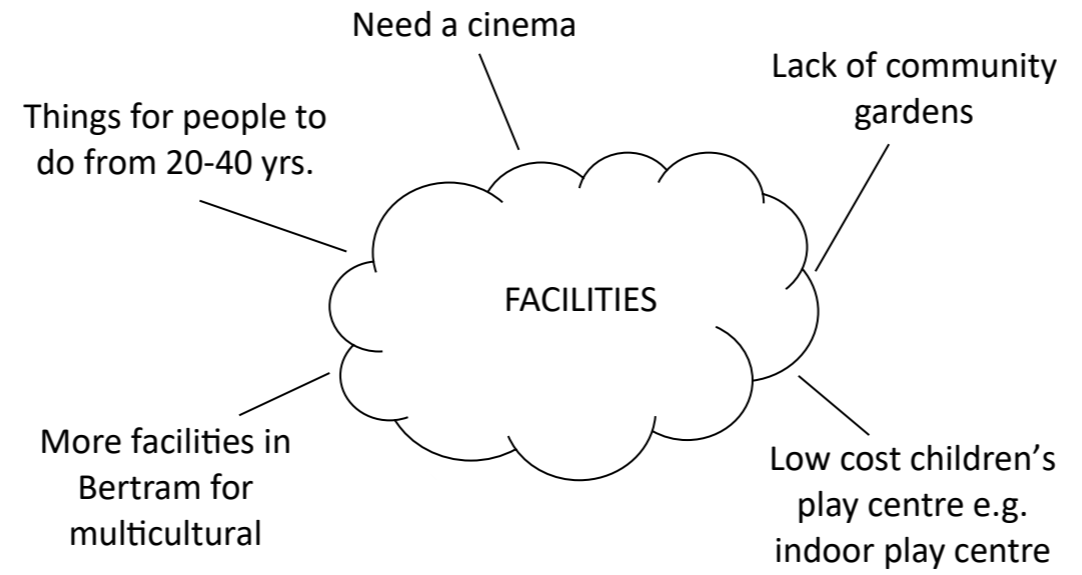 Need a cinema
Lack of community
gardens
Things for people to
do from 20-40 yrs.
FACILITIES
More facilities in
Bertram for
multicultural
Low cost children's
play centre e.g.
indoor play centre